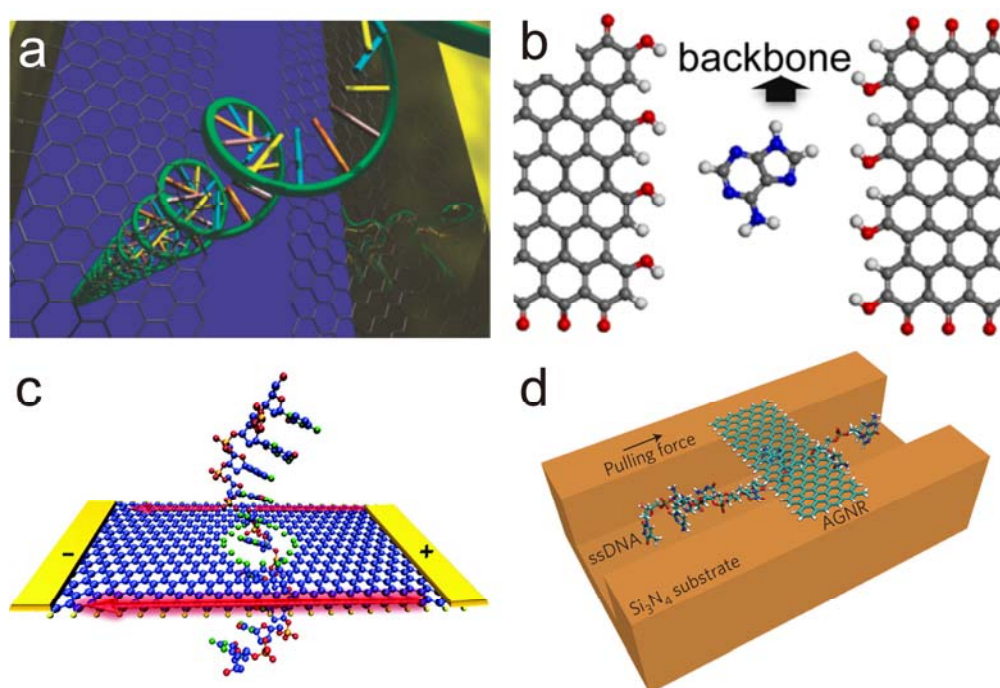 a
b
backbone
c
-
+
d
Pulling force
ssDNA
AGNR
Si₃N₄ substrate